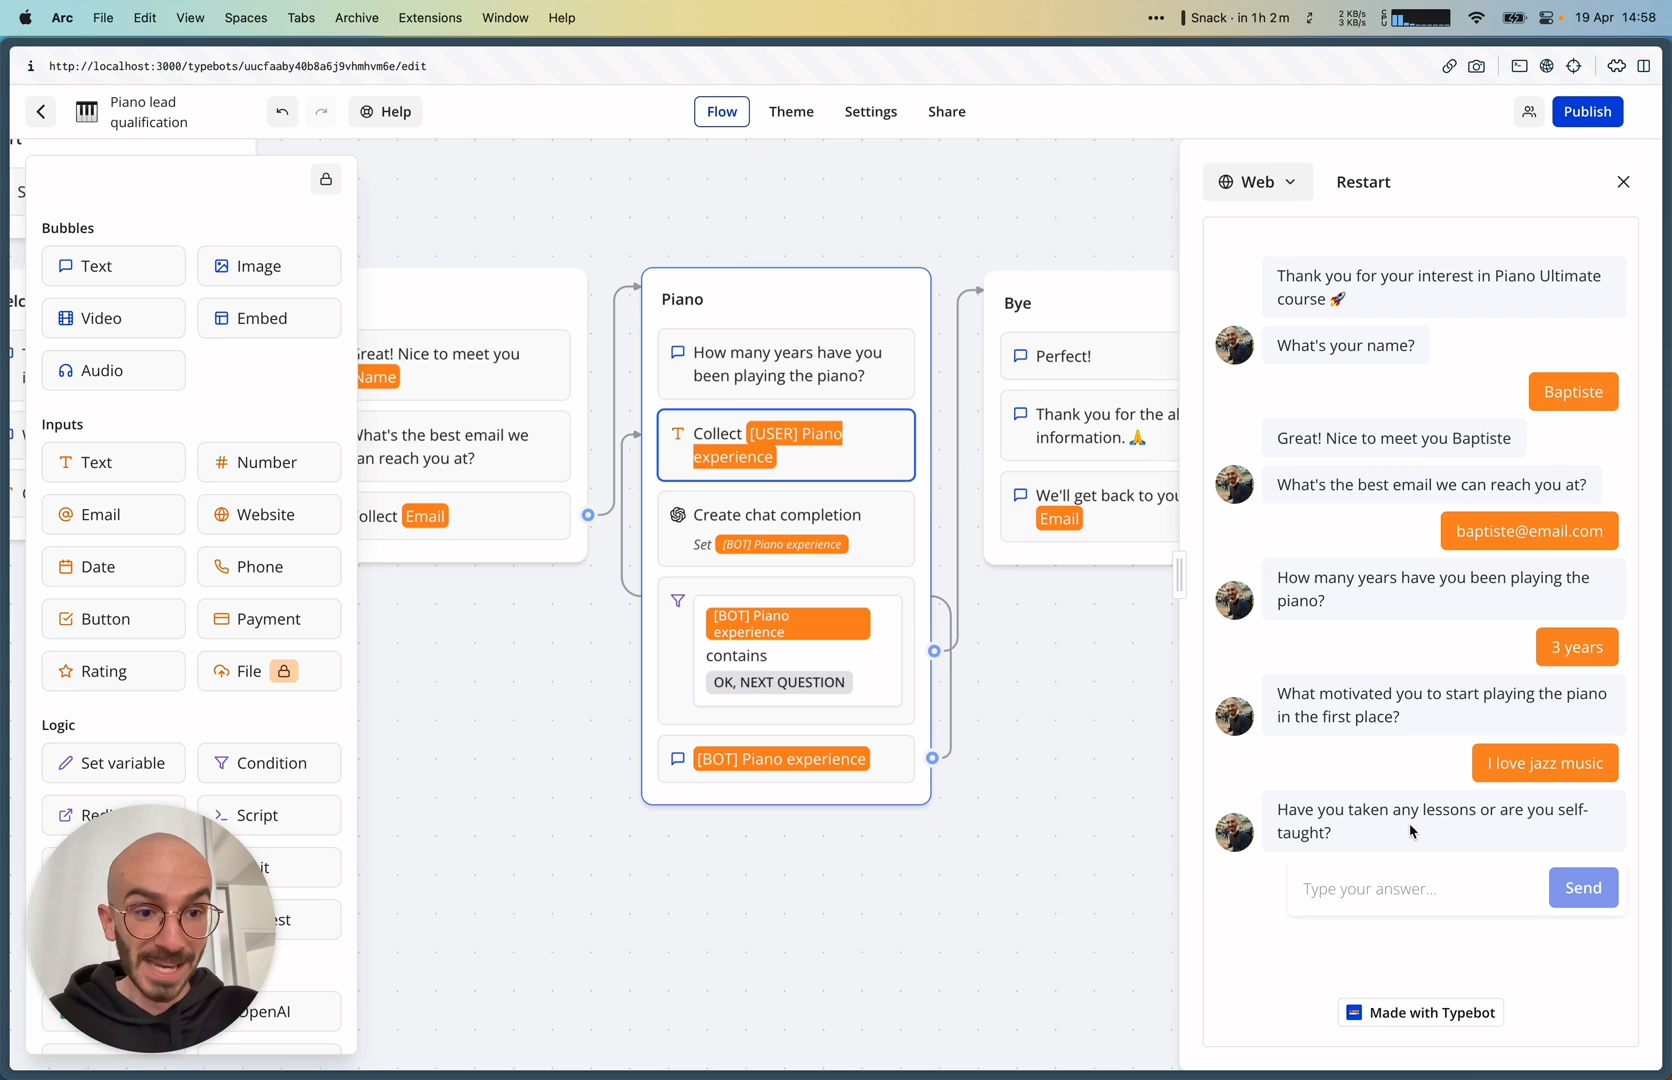 Arc File Edit View Spaces Tabs Archive Extensions Window Help
••• Snack · in 1h 2m 2 KB/s 3 KB/s CPU 19 Apr 14:58
http://localhost:3000/typebots/uucfaaby40b8a6j9vhmhvm6e/edit
Piano lead
qualification
Help
Flow Theme Settings Share
Publish
Bubbles
Text Image
Video Embed
Audio
Inputs
Text Number
Email Website
Date Phone
Button Payment
Rating File
Logic
Set variable Condition
Script
OpenAI
Great! Nice to meet you
Name
What's the best email we
can reach you at?
Collect Email
Piano
How many years have you
been playing the piano?
Collect [USER] Piano
experience
Create chat completion
Set [BOT] Piano experience
[BOT] Piano
experience
contains
OK, NEXT QUESTION
[BOT] Piano experience
Bye
Perfect!
Thank you for the al
information. 🙏
We'll get back to you
Email
Web Restart
Thank you for your interest in Piano Ultimate
course 🚀
What's your name?
Baptiste
Great! Nice to meet you Baptiste
What's the best email we can reach you at?
baptiste@email.com
How many years have you been playing the
piano?
3 years
What motivated you to start playing the piano
in the first place?
I love jazz music
Have you taken any lessons or are you self-
taught?
Type your answer...
Send
Made with Typebot